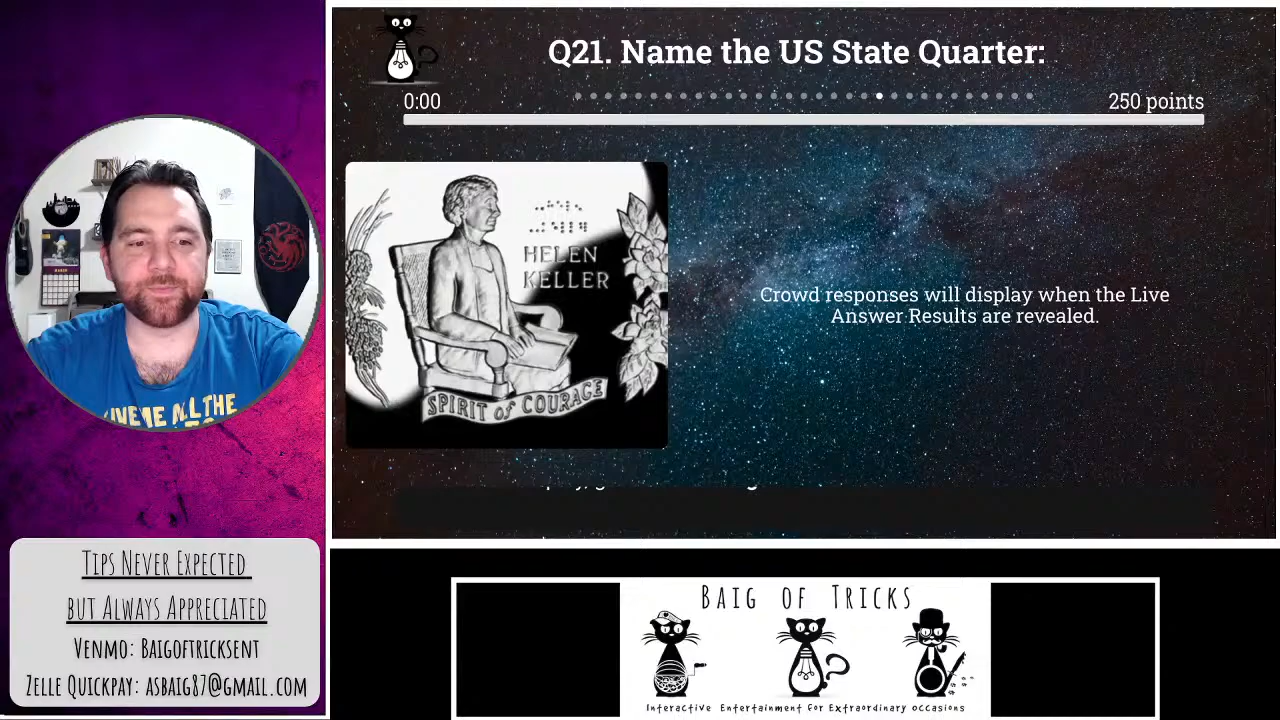 Q21. Name the US State Quarter:
0:00
250 points
HELEN
KELLER
SPIRIT of COURAGE
Crowd responses will display when the Live
Answer Results are revealed.
TIPS NEVER EXPECTED
BUT ALWAYS APPRECIATED
VENMO: BAIGOFTRICKSENT
ZELLE QUICKPAY: ASBAIG87@GMAIL.COM
BAIG OF TRICKS
Interactive Entertainment for Extraordinary occasions